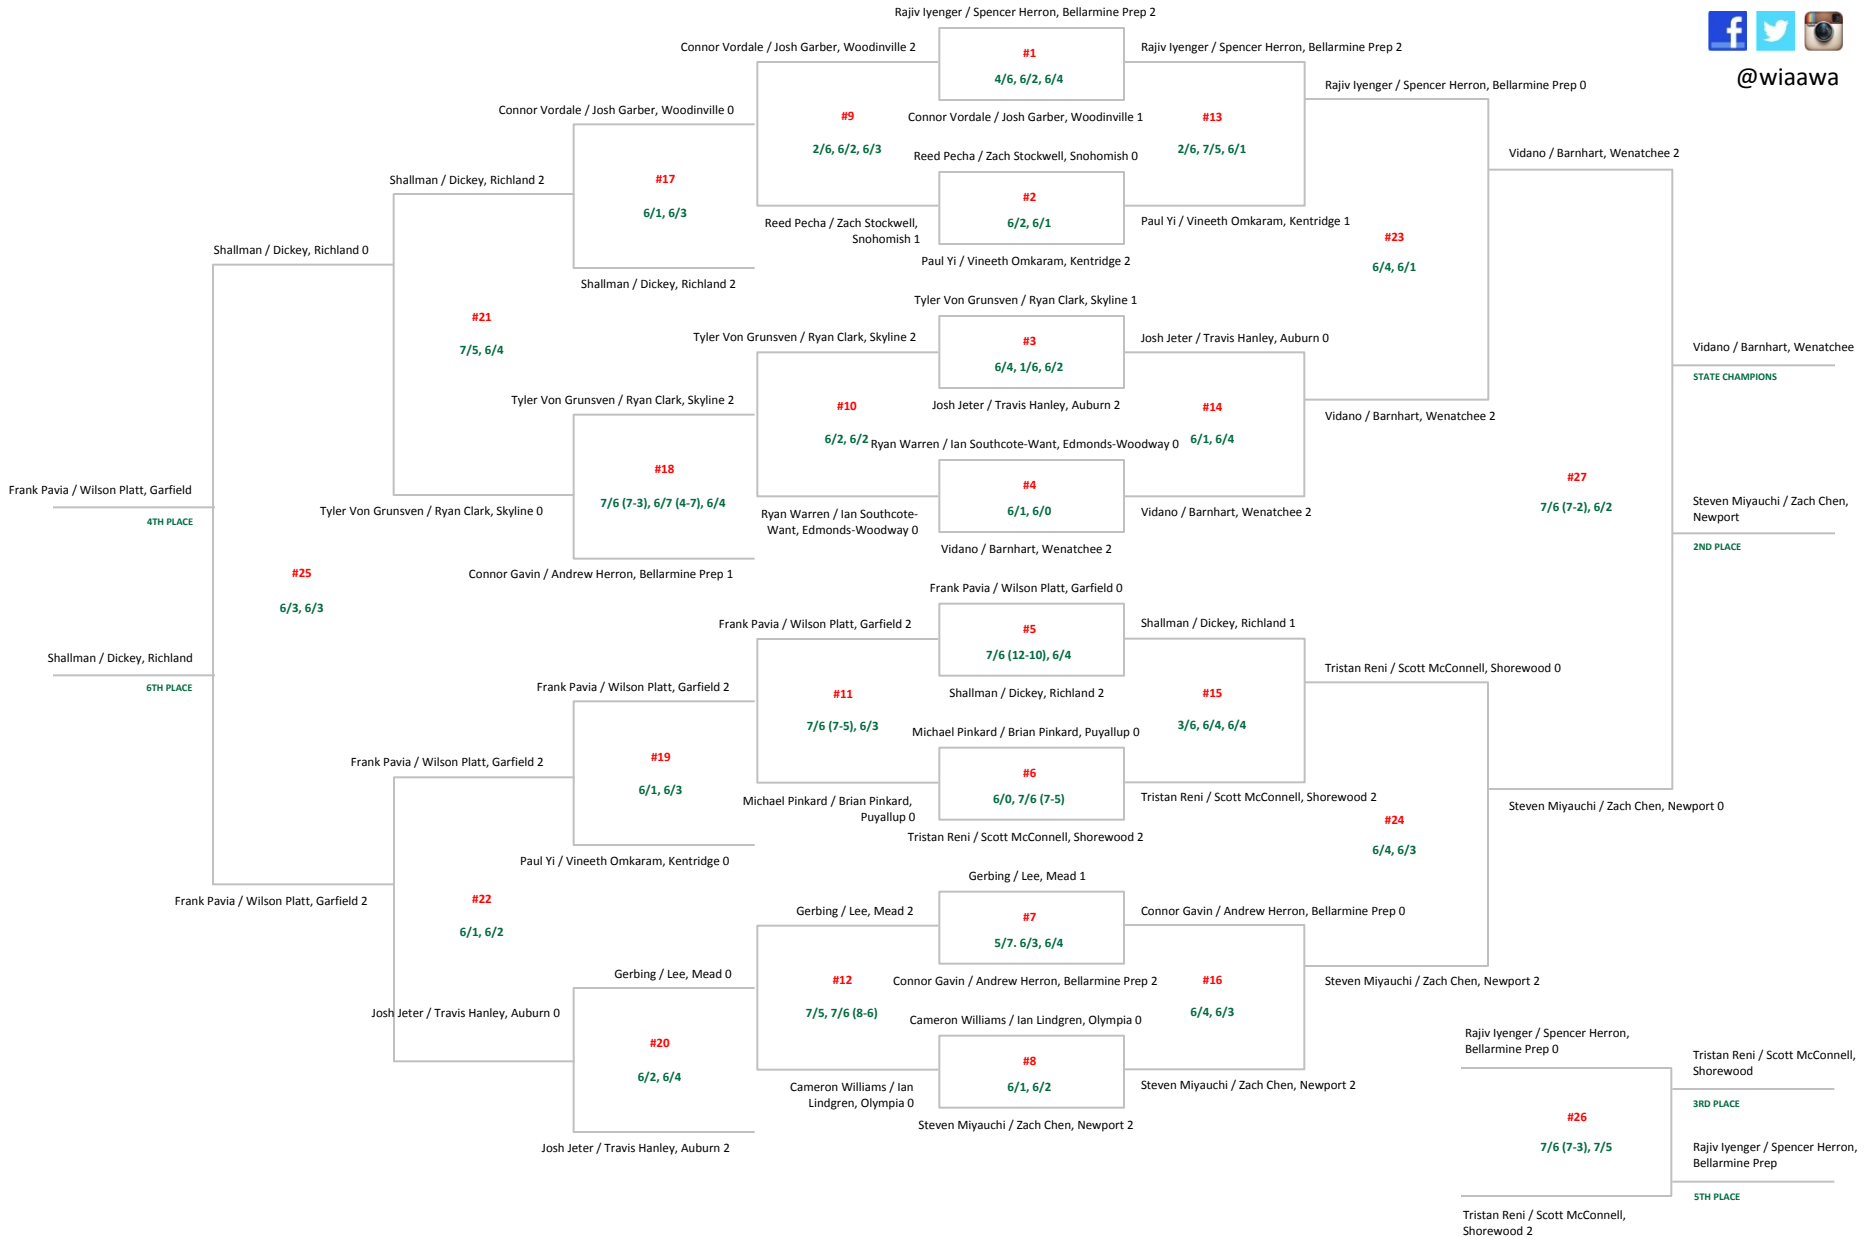 Rajiv Iyenger / Spencer Herron, Bellarmine Prep 2
Connor Vordale / Josh Garber, Woodinville 2
#1
Rajiv Iyenger / Spencer Herron, Bellarmine Prep 2
4/6, 6/2, 6/4
@wiaawa
Rajiv Iyenger / Spencer Herron, Bellarmine Prep 0
Connor Vordale / Josh Garber, Woodinville 0
#9
Connor Vordale / Josh Garber, Woodinville 1
#13
2/6, 6/2, 6/3
Reed Pecha / Zach Stockwell, Snohomish 0
2/6, 7/5, 6/1
Vidano / Barnhart, Wenatchee 2
Shallman / Dickey, Richland 2
#17
#2
6/1, 6/3
Reed Pecha / Zach Stockwell,
Snohomish 1
6/2, 6/1
Paul Yi / Vineeth Omkaram, Kentridge 1
#23
Shallman / Dickey, Richland 0
Paul Yi / Vineeth Omkaram, Kentridge 2
6/4, 6/1
Shallman / Dickey, Richland 2
Tyler Von Grunsven / Ryan Clark, Skyline 1
#21
Tyler Von Grunsven / Ryan Clark, Skyline 2
#3
Josh Jeter / Travis Hanley, Auburn 0
7/5, 6/4
6/4, 1/6, 6/2
Vidano / Barnhart, Wenatchee
STATE CHAMPIONS
Tyler Von Grunsven / Ryan Clark, Skyline 2
#10
Josh Jeter / Travis Hanley, Auburn 2
#14
Vidano / Barnhart, Wenatchee 2
6/2, 6/2
Ryan Warren / Ian Southcote-Want, Edmonds-Woodway 0
6/1, 6/4
#18
#4
#27
Frank Pavia / Wilson Platt, Garfield
4TH PLACE
Tyler Von Grunsven / Ryan Clark, Skyline 0
7/6 (7-3), 6/7 (4-7), 6/4
Ryan Warren / Ian Southcote-
Want, Edmonds-Woodway 0
6/1, 6/0
Vidano / Barnhart, Wenatchee 2
7/6 (7-2), 6/2
Steven Miyauchi / Zach Chen,
Newport
2ND PLACE
Vidano / Barnhart, Wenatchee 2
#25
Connor Gavin / Andrew Herron, Bellarmine Prep 1
6/3, 6/3
Frank Pavia / Wilson Platt, Garfield 0
Frank Pavia / Wilson Platt, Garfield 2
#5
Shallman / Dickey, Richland 1
Shallman / Dickey, Richland
6TH PLACE
7/6 (12-10), 6/4
Tristan Reni / Scott McConnell, Shorewood 0
Frank Pavia / Wilson Platt, Garfield 2
#11
Shallman / Dickey, Richland 2
#15
7/6 (7-5), 6/3
Michael Pinkard / Brian Pinkard, Puyallup 0
3/6, 6/4, 6/4
Frank Pavia / Wilson Platt, Garfield 2
#19
#6
6/1, 6/3
Michael Pinkard / Brian Pinkard,
Puyallup 0
6/0, 7/6 (7-5)
Tristan Reni / Scott McConnell, Shorewood 2
Steven Miyauchi / Zach Chen, Newport 0
#24
Tristan Reni / Scott McConnell, Shorewood 2
6/4, 6/3
Paul Yi / Vineeth Omkaram, Kentridge 0
Gerbing / Lee, Mead 1
Frank Pavia / Wilson Platt, Garfield 2
#22
Gerbing / Lee, Mead 2
#7
Connor Gavin / Andrew Herron, Bellarmine Prep 0
6/1, 6/2
5/7. 6/3, 6/4
Gerbing / Lee, Mead 0
#12
Connor Gavin / Andrew Herron, Bellarmine Prep 2
#16
Steven Miyauchi / Zach Chen, Newport 2
7/5, 7/6 (8-6)
Cameron Williams / Ian Lindgren, Olympia 0
6/4, 6/3
Josh Jeter / Travis Hanley, Auburn 0
#20
#8
Rajiv Iyenger / Spencer Herron,
Bellarmine Prep 0
Tristan Reni / Scott McConnell,
Shorewood
3RD PLACE
6/2, 6/4
Cameron Williams / Ian
Lindgren, Olympia 0
6/1, 6/2
Steven Miyauchi / Zach Chen, Newport 2
#26
Steven Miyauchi / Zach Chen, Newport 2
Josh Jeter / Travis Hanley, Auburn 2
7/6 (7-3), 7/5
Rajiv Iyenger / Spencer Herron,
Bellarmine Prep
5TH PLACE
Tristan Reni / Scott McConnell,
Shorewood 2